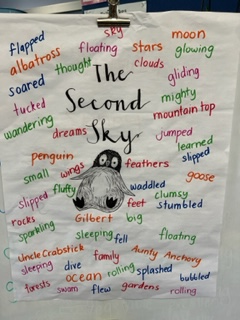 sky moon
flapped floating stars glowing
albatross thought clouds
soared The gliding
tucked Second mighty
mountain top
wandering dreams Sky jumped
learned
penguin slipped
small wings feathers goose
fluffy waddled
slipped clumsy
feet stumbled
rocks Gilbert big
sparkling sleeping fell floating
Uncle Crabstick family Aunty Anchovy
sleeping dive rolling splashed
ocean bubbled
forests swam flew gardens rolling